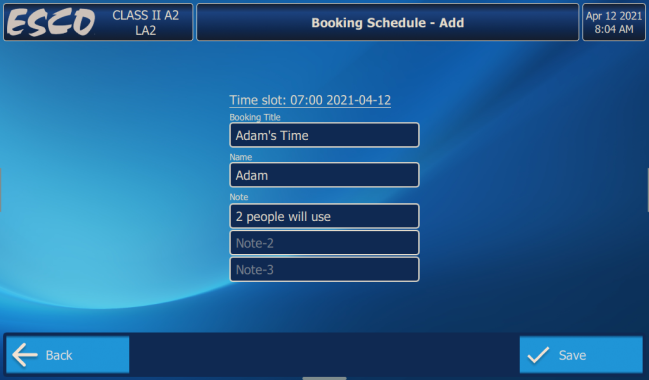 ESCO
CLASS II A2
LA2
Booking Schedule - Add
Apr 12 2021
8:04 AM
Time slot: 07:00 2021-04-12
Booking Title
Adam's Time
Name
Adam
Note
2 people will use
Note-2
Note-3
Back
Save